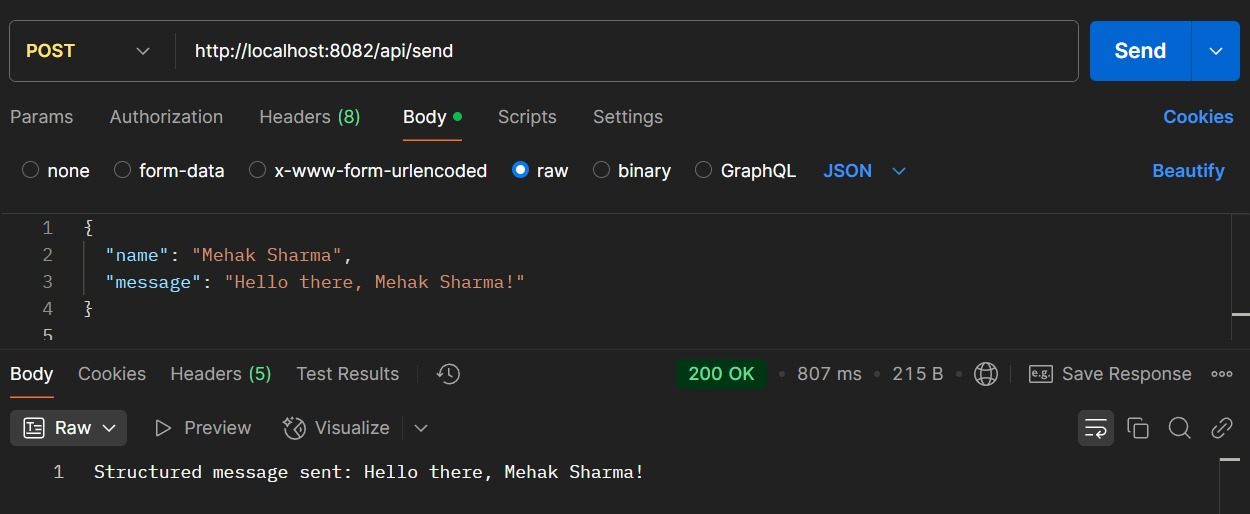 POST http://localhost:8082/api/send Send
Params Authorization Headers (8) Body Scripts Settings Cookies
none form-data x-www-form-urlencoded raw binary GraphQL JSON Beautify
1 {
2 "name": "Mehak Sharma",
3 "message": "Hello there, Mehak Sharma!"
4 }
5
Body Cookies Headers (5) Test Results 200 OK • 807 ms • 215 B • e.g. Save Response
Raw Preview Visualize
1 Structured message sent: Hello there, Mehak Sharma!